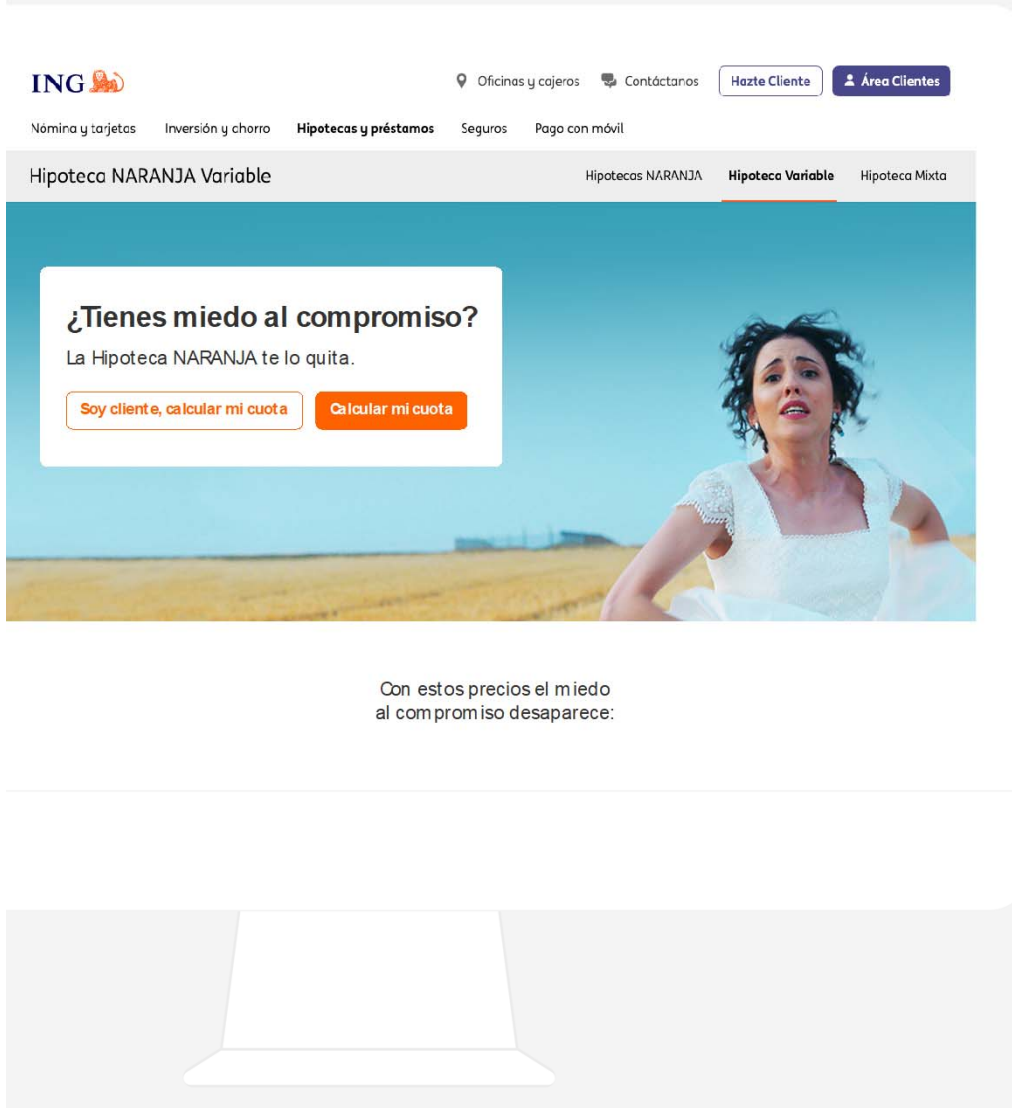 ING
Oficinas y cajeros
Contáctanos
Hazte Cliente
Área Clientes
Nómina y tarjetas
Inversión y ahorro
Hipotecas y préstamos
Seguros
Pago con móvil
Hipoteca NARANJA Variable
Hipotecas NARANJA
Hipoteca Variable
Hipoteca Mixta
¿Tienes miedo al compromiso?
La Hipoteca NARANJA te lo quita.
Soy cliente, calcular mi cuota
Calcular mi cuota
Con estos precios el miedo
al compromiso desaparece: